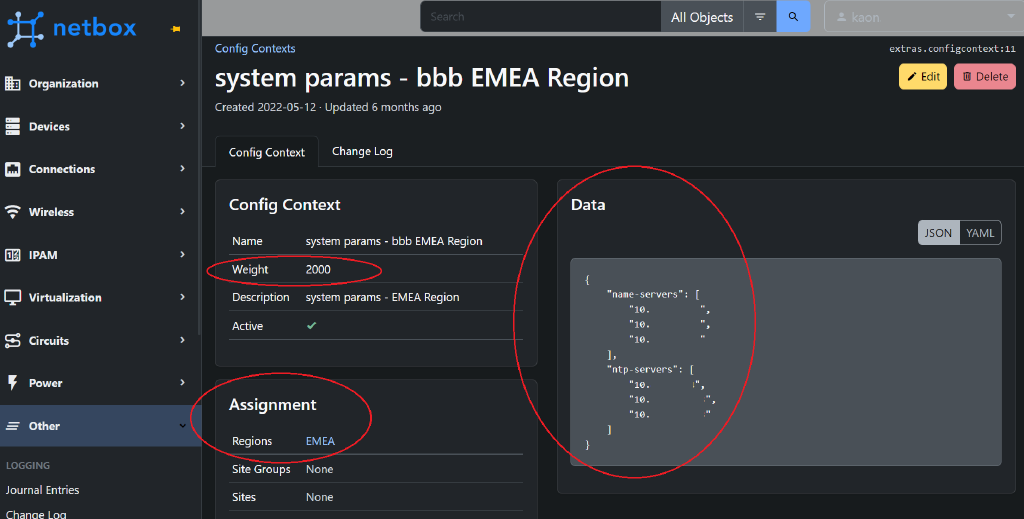 netbox
Search
All Objects
kaon
Organization
Devices
Connections
Wireless
IPAM
Virtualization
Circuits
Power
Other
LOGGING
Journal Entries
Change Log
Config Contexts
extras.configcontext:11
system params - bbb EMEA Region
Edit
Delete
Created 2022-05-12 · Updated 6 months ago
Config Context
Change Log
Config Context
Name system params - bbb EMEA Region
Weight 2000
Description system params - EMEA Region
Active ✓
Assignment
Regions EMEA
Site Groups None
Sites None
Data
JSON
YAML
{
"name-servers": [
"10. ",
"10. ",
"10. "
],
"ntp-servers": [
"10. ",
"10. ",
"10. "
]
}